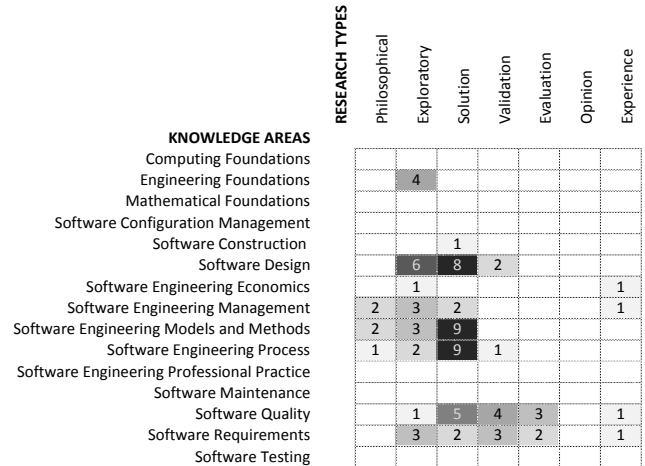 RESEARCH TYPES
Philosophical
Exploratory
Solution
Validation
Evaluation
Opinion
Experience
KNOWLEDGE AREAS
Computing Foundations
Engineering Foundations 4
Mathematical Foundations
Software Configuration Management
Software Construction 1
Software Design 6 8 2
Software Engineering Economics 1 1
Software Engineering Management 2 3 2 1
Software Engineering Models and Methods 2 3 9
Software Engineering Process 1 2 9 1
Software Engineering Professional Practice
Software Maintenance
Software Quality 1 5 4 3 1
Software Requirements 3 2 3 2 1
Software Testing